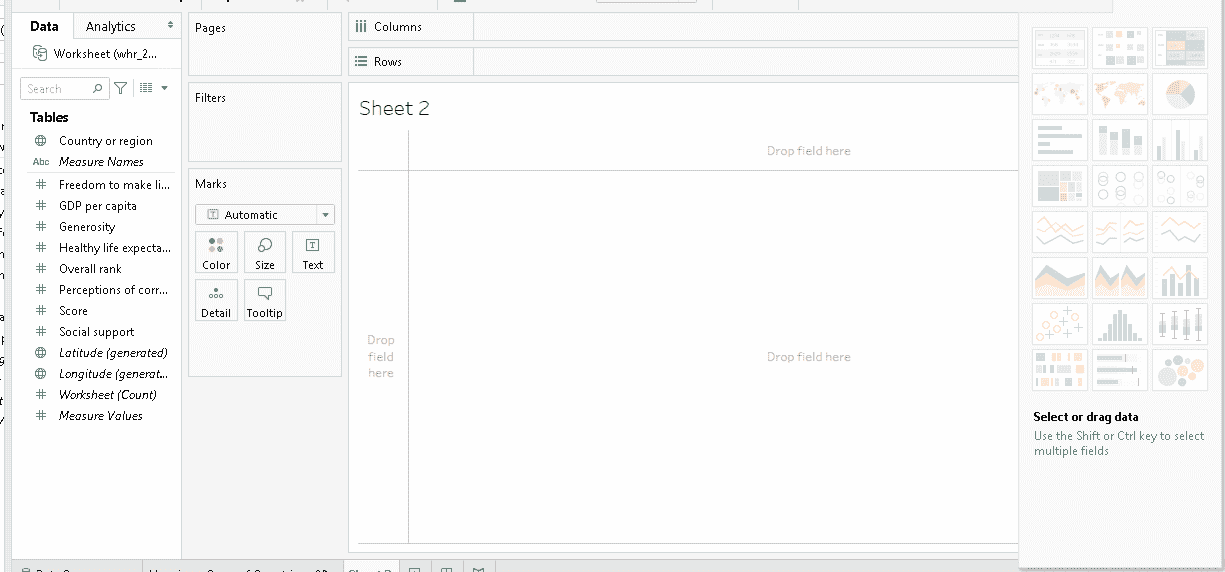 Data
Analytics
Worksheet (whr_2...
Search
Tables
Country or region
Abc
Measure Names
Freedom to make li...
GDP per capita
Generosity
Healthy life expecta...
Overall rank
Perceptions of corr...
Score
Social support
Latitude (generated)
Longitude (generat...
Worksheet (Count)
Measure Values
Pages
Filters
Marks
Automatic
Color
Size
Text
Detail
Tooltip
Columns
Rows
Sheet 2
Drop field here
Drop
field
here
Drop field here
Select or drag data
Use the Shift or Ctrl key to select
multiple fields